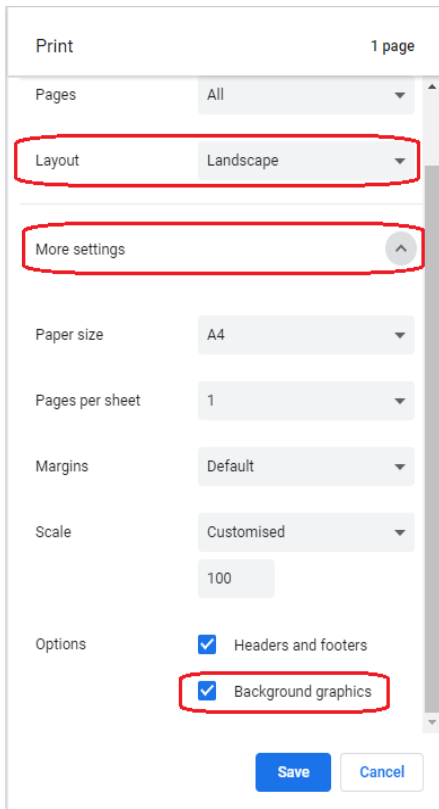 Print 1 page
Pages All
Layout Landscape
More settings
Paper size A4
Pages per sheet 1
Margins Default
Scale Customised
100
Options Headers and footers
Background graphics
Save Cancel